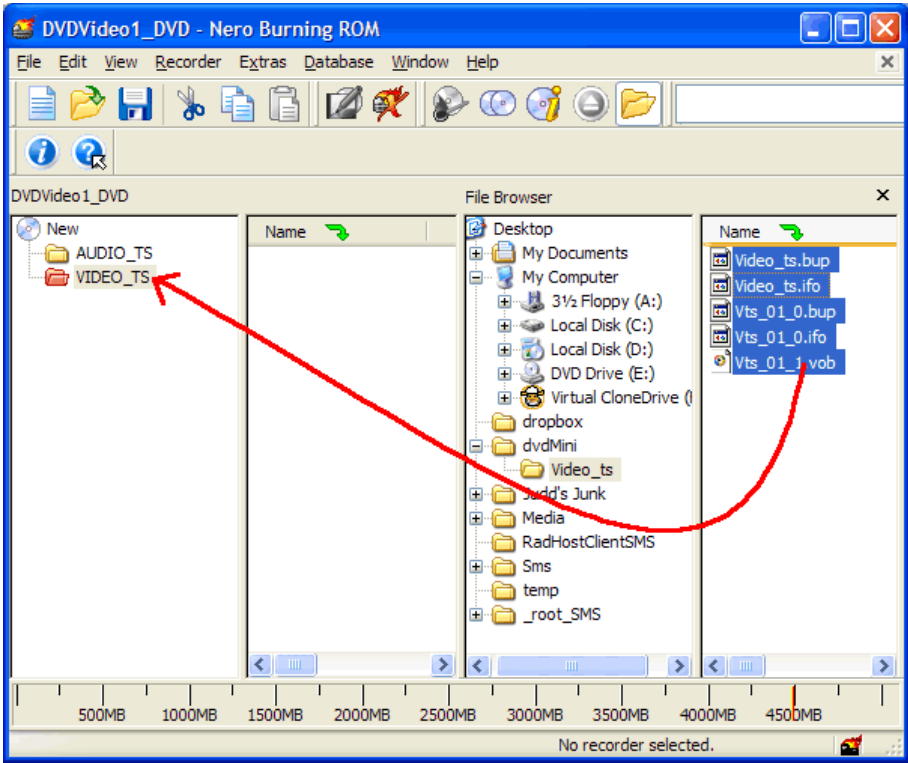 DVDVideo1_DVD - Nero Burning ROM
File Edit View Recorder Extras Database Window Help
DVDVideo1_DVD
New
AUDIO_TS
VIDEO_TS
Name
File Browser
Desktop
My Documents
My Computer
3½ Floppy (A:)
Local Disk (C:)
Local Disk (D:)
DVD Drive (E:)
Virtual CloneDrive (
dropbox
dvdMini
Video_ts
Judd's Junk
Media
RadHostClientSMS
Sms
temp
_root_SMS
Name
Video_ts.bup
Video_ts.ifo
Vts_01_0.bup
Vts_01_0.ifo
Vts_01_1.vob
500MB 1000MB 1500MB 2000MB 2500MB 3000MB 3500MB 4000MB 4500MB
No recorder selected.